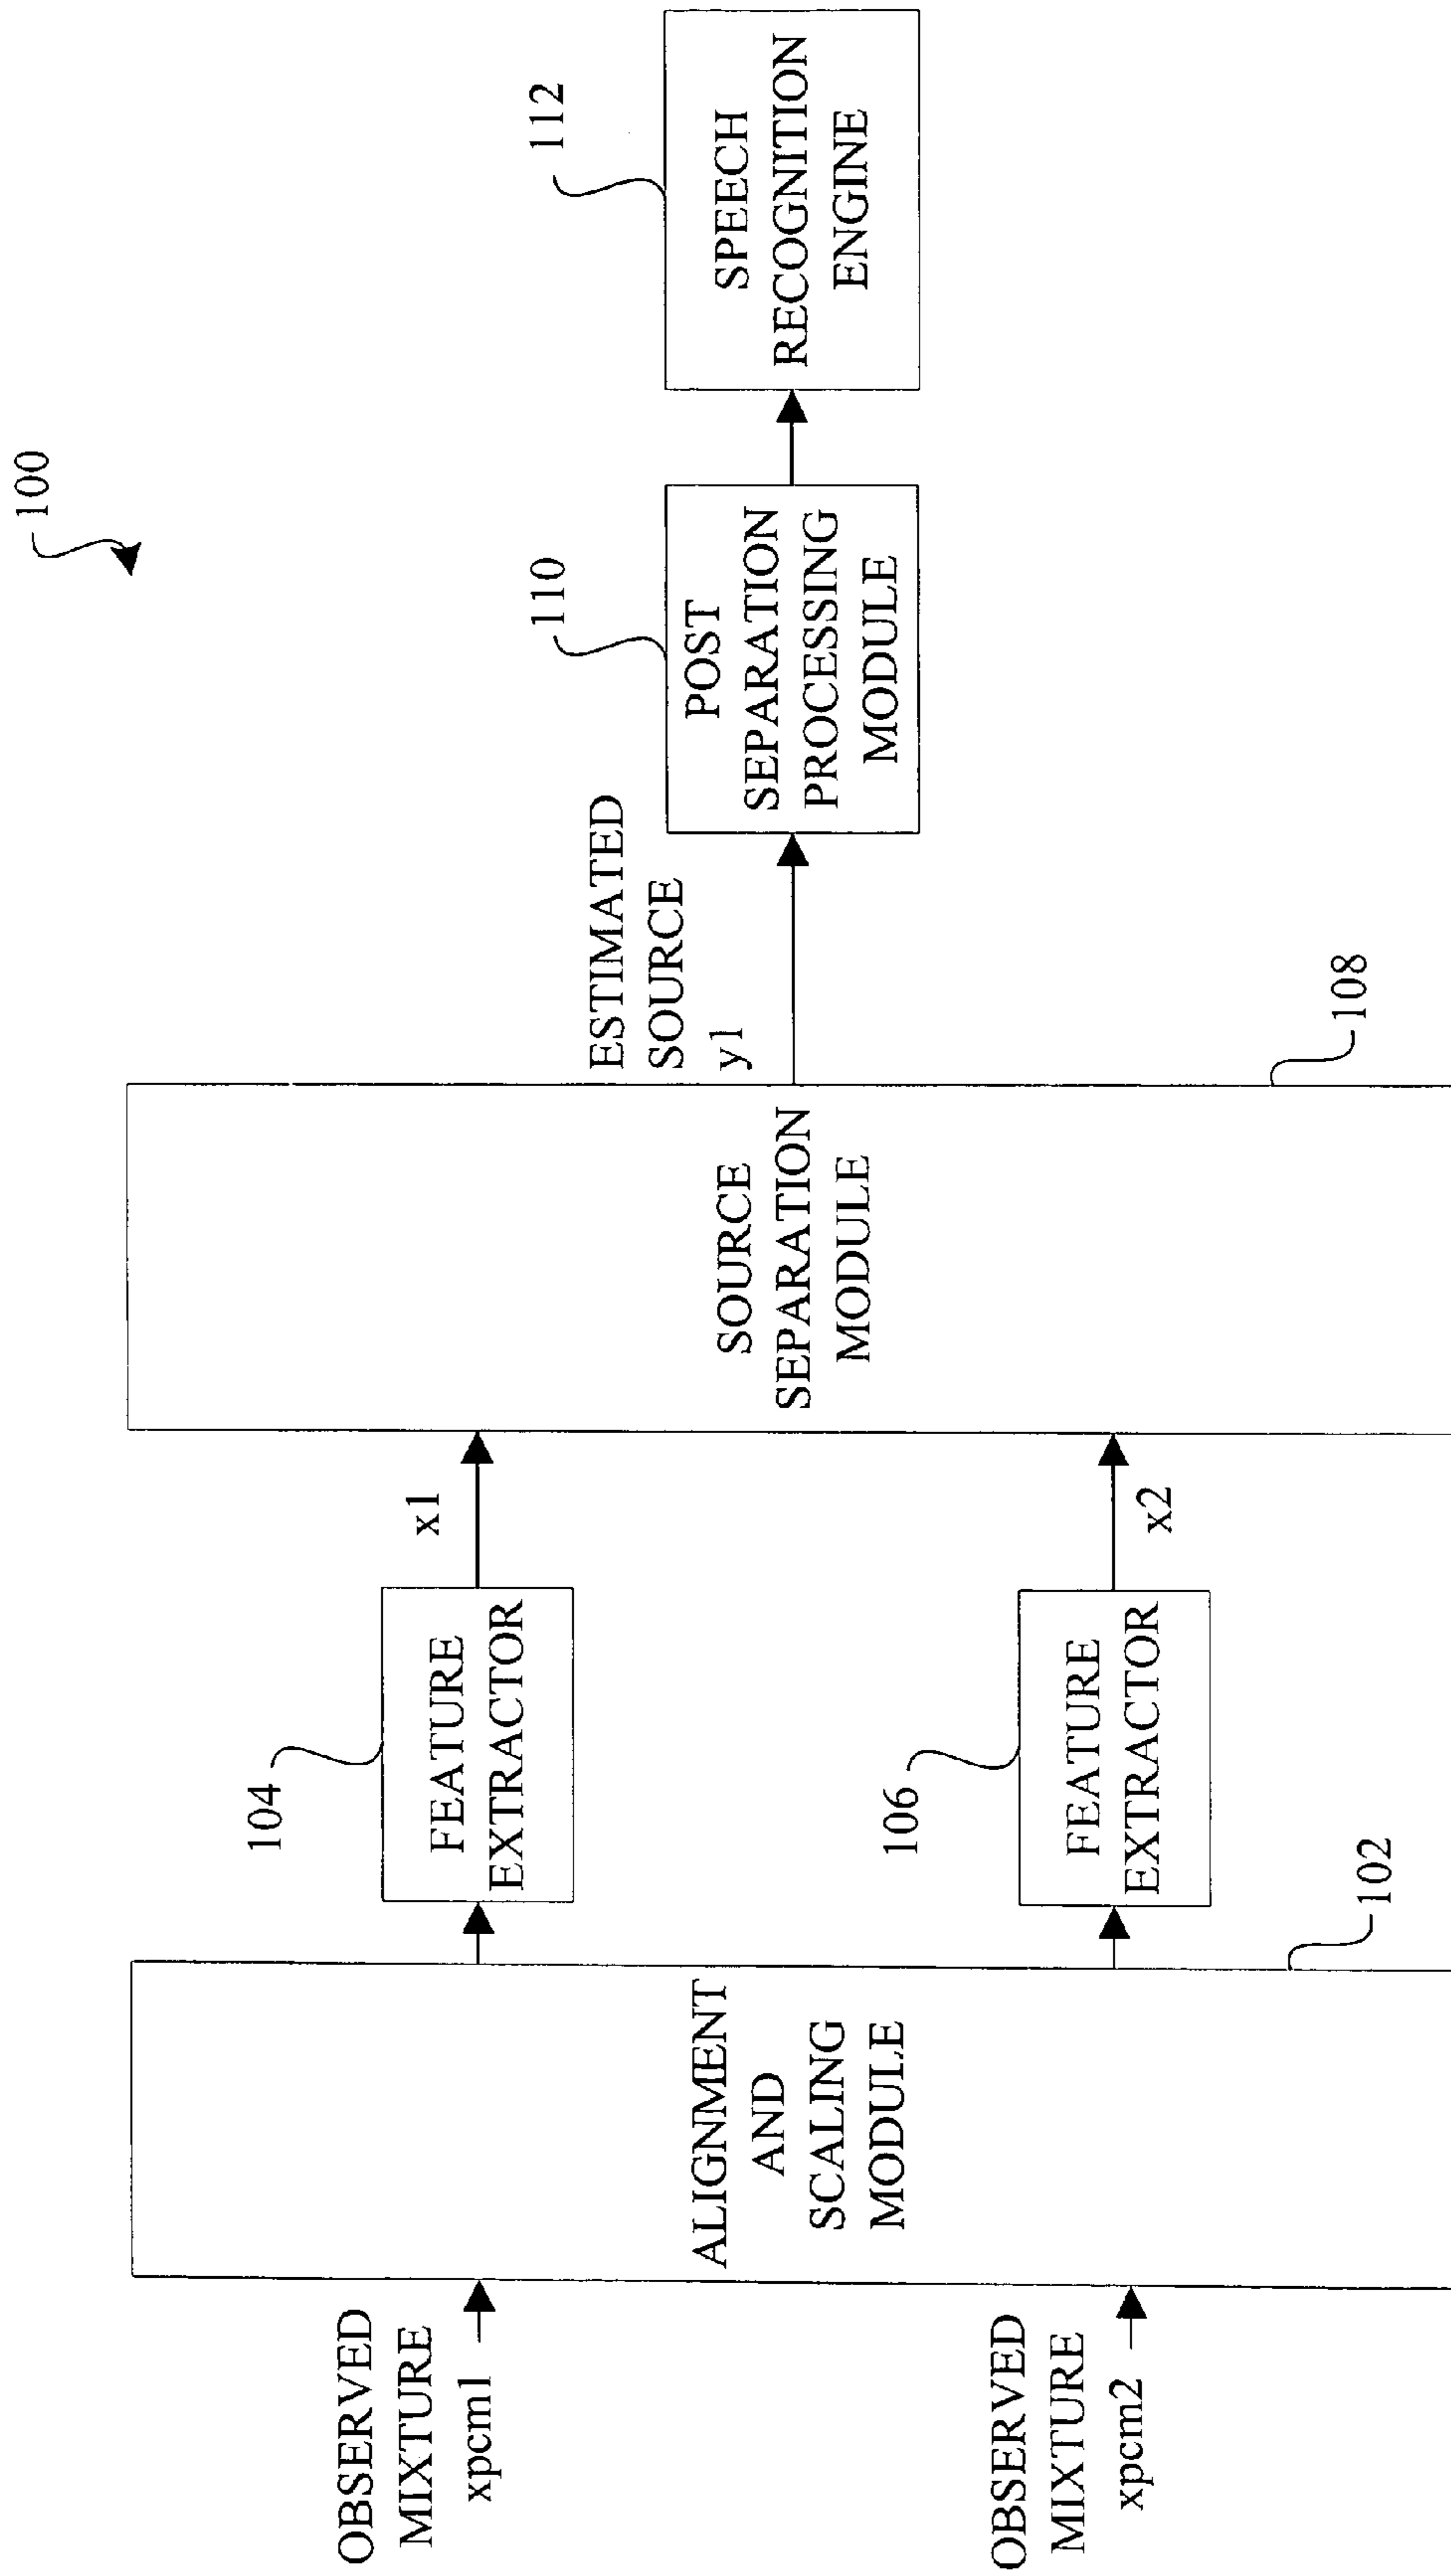 100
OBSERVED
MIXTURE
xpcm1
OBSERVED
MIXTURE
xpcm2
ALIGNMENT
AND
SCALING
MODULE
102
104
FEATURE
EXTRACTOR
106
FEATURE
EXTRACTOR
x1
x2
SOURCE
SEPARATION
MODULE
108
ESTIMATED
SOURCE
y1
110
POST
SEPARATION
PROCESSING
MODULE
112
SPEECH
RECOGNITION
ENGINE